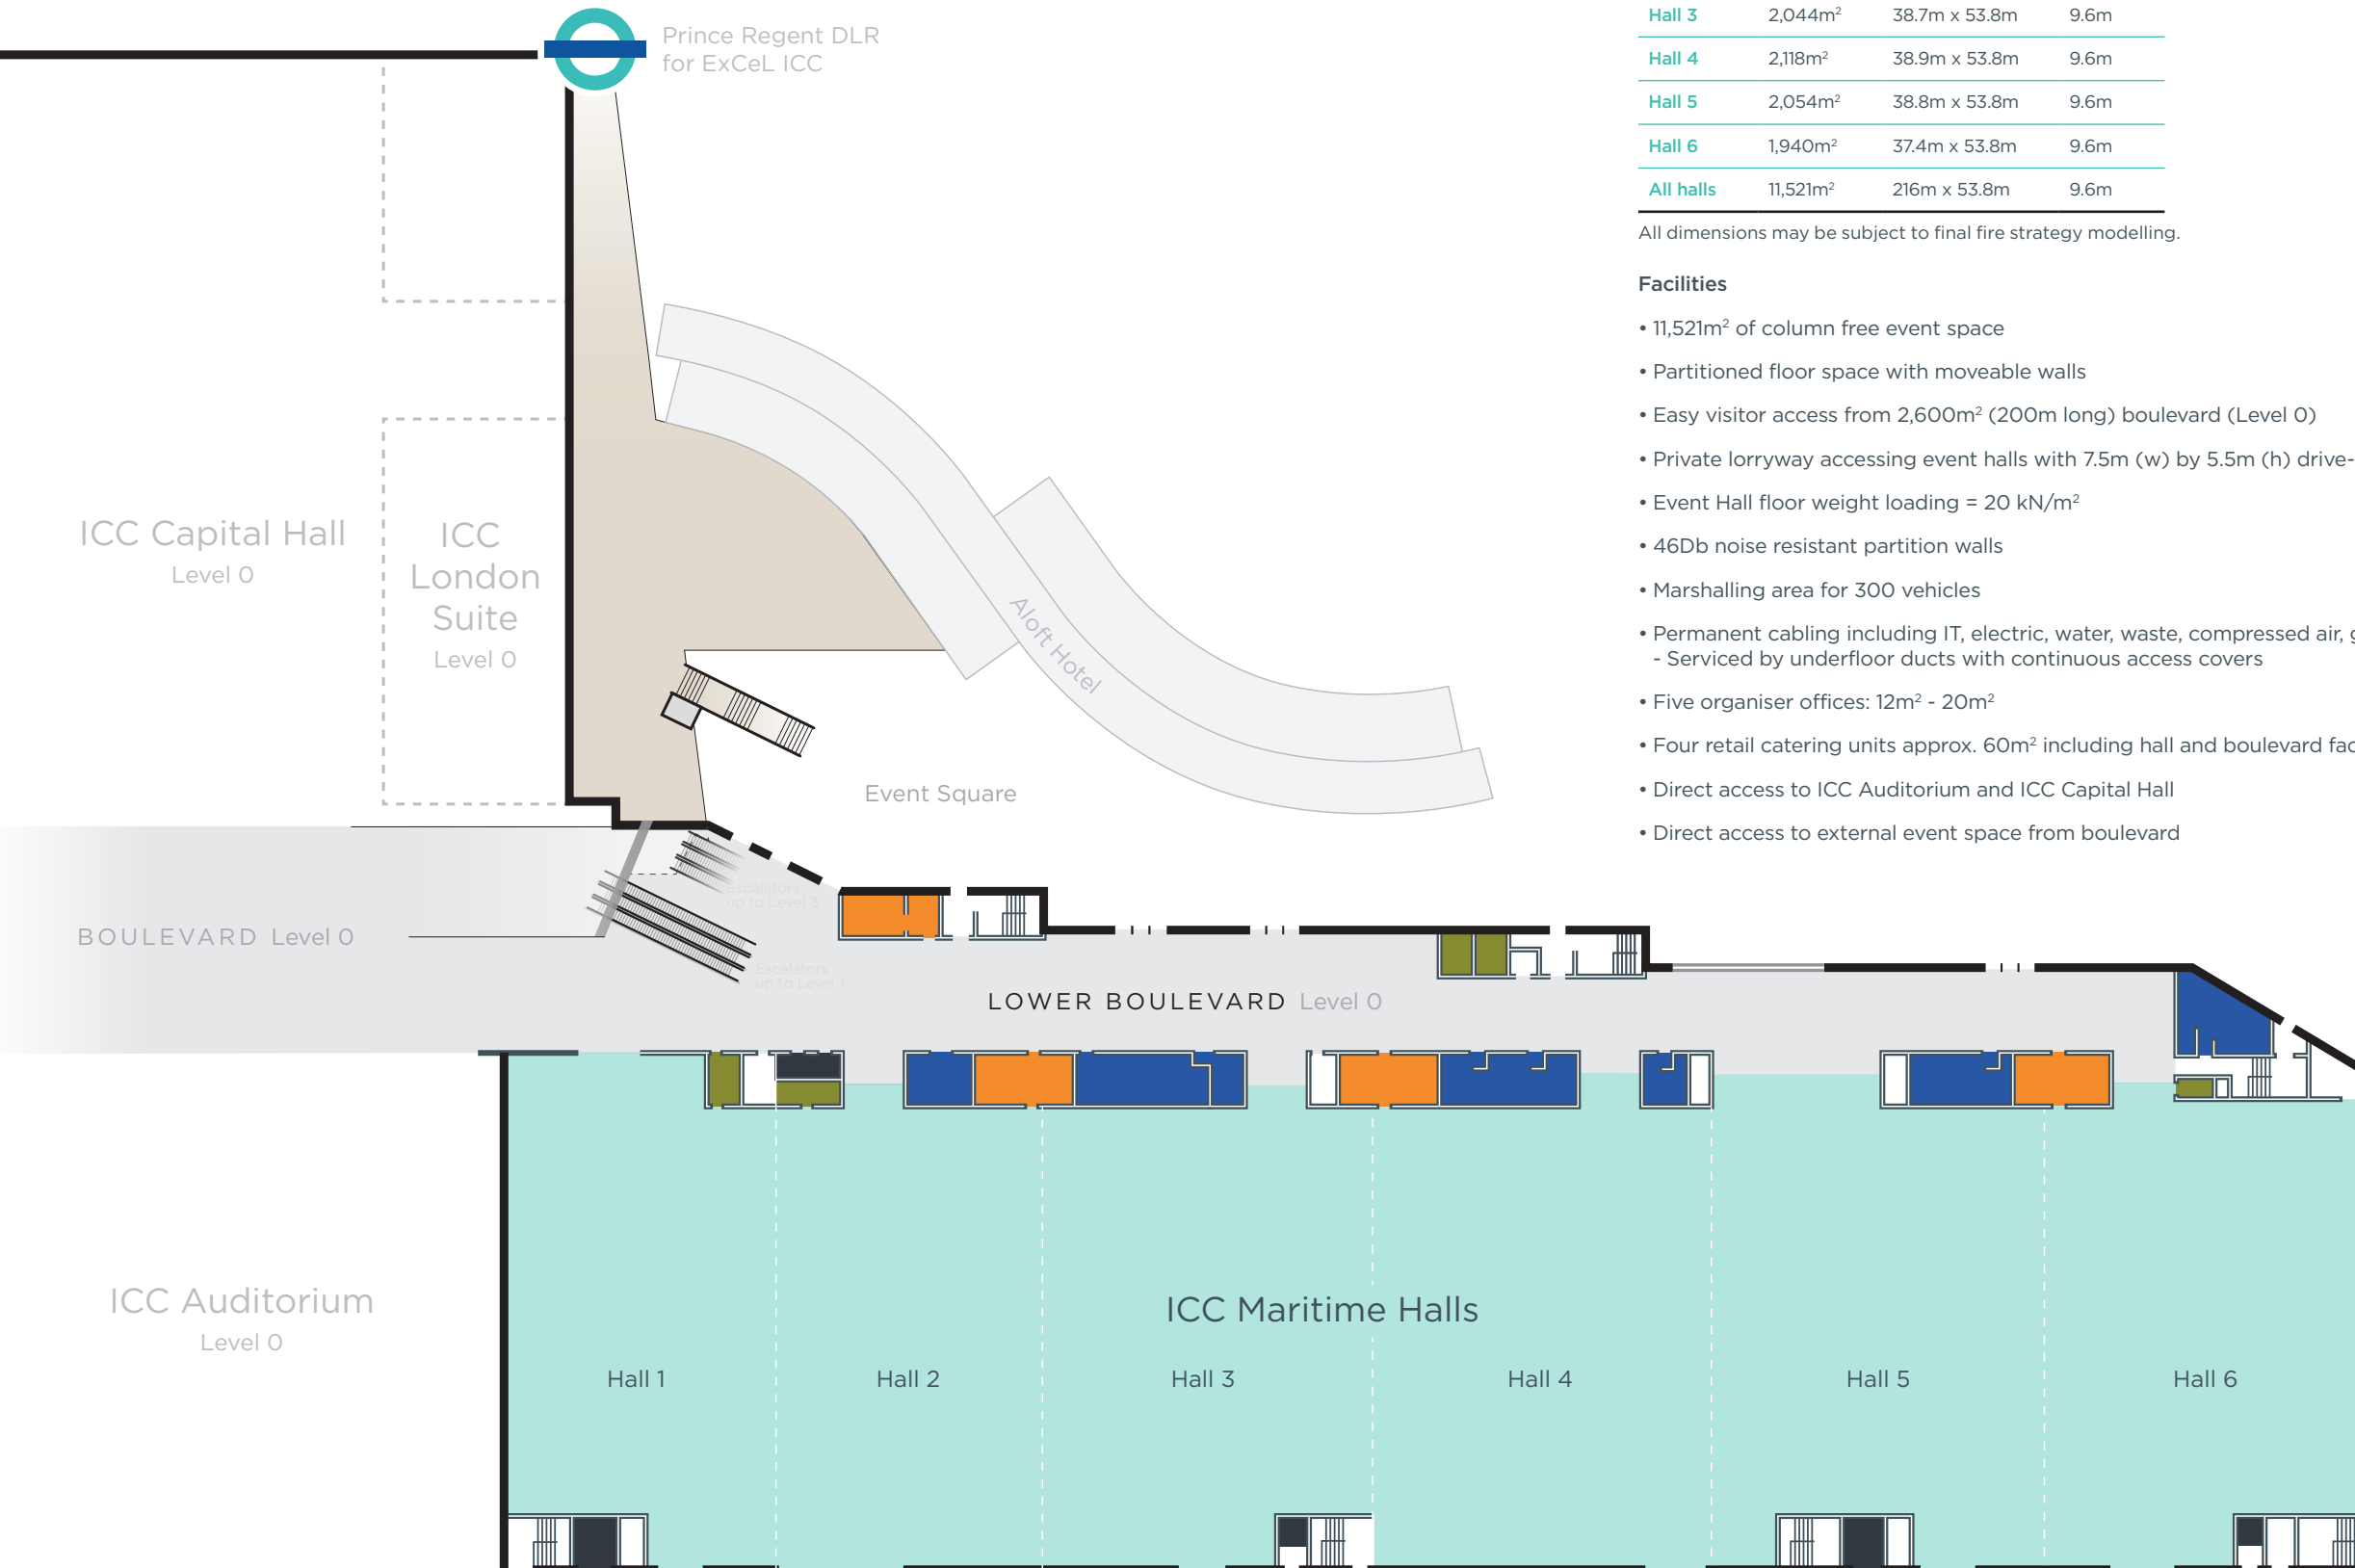 Prince Regent DLR
for ExCeL ICC
Hall 3 2,044m² 38.7m x 53.8m 9.6m
Hall 4 2,118m² 38.9m x 53.8m 9.6m
Hall 5 2,054m² 38.8m x 53.8m 9.6m
Hall 6 1,940m² 37.4m x 53.8m 9.6m
All halls 11,521m² 216m x 53.8m 9.6m
All dimensions may be subject to final fire strategy modelling.
Facilities
• 11,521m² of column free event space
• Partitioned floor space with moveable walls
• Easy visitor access from 2,600m² (200m long) boulevard (Level 0)
• Private lorryway accessing event halls with 7.5m (w) by 5.5m (h) drive-
• Event Hall floor weight loading = 20 kN/m²
• 46Db noise resistant partition walls
• Marshalling area for 300 vehicles
• Permanent cabling including IT, electric, water, waste, compressed air,
- Serviced by underfloor ducts with continuous access covers
• Five organiser offices: 12m² - 20m²
• Four retail catering units approx. 60m² including hall and boulevard
• Direct access to ICC Auditorium and ICC Capital Hall
• Direct access to external event space from boulevard
ICC Capital Hall
Level 0
ICC
London
Suite
Level 0
Aloft Hotel
Event Square
Escalators
up to Level 3
BOULEVARD Level 0
Escalators
up to Level 1
LOWER BOULEVARD Level 0
ICC Auditorium
Level 0
ICC Maritime Halls
Hall 1
Hall 2
Hall 3
Hall 4
Hall 5
Hall 6